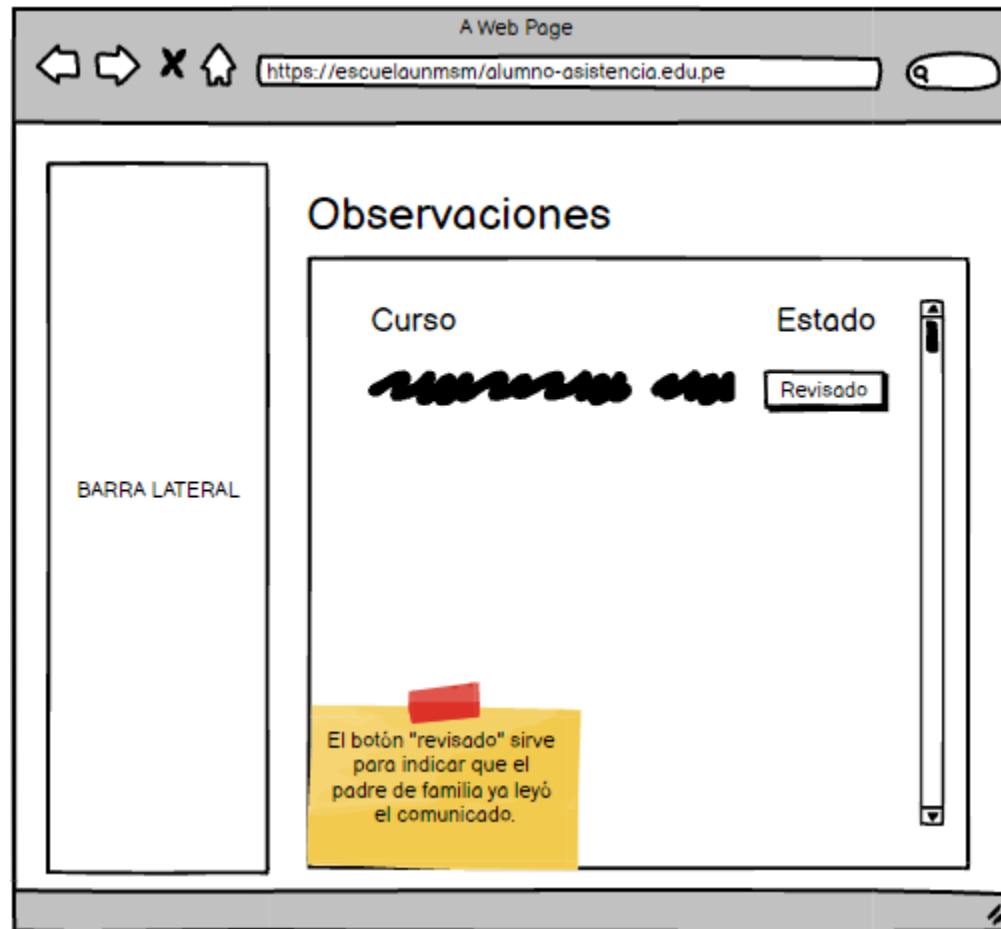 A Web Page
https://escuelaunmsm/alumno-asistencia.edu.pe
Observaciones
Curso
Estado
Revisado
BARRA LATERAL
El botón "revisado" sirve
para indicar que el
padre de familia ya leyó
el comunicado.